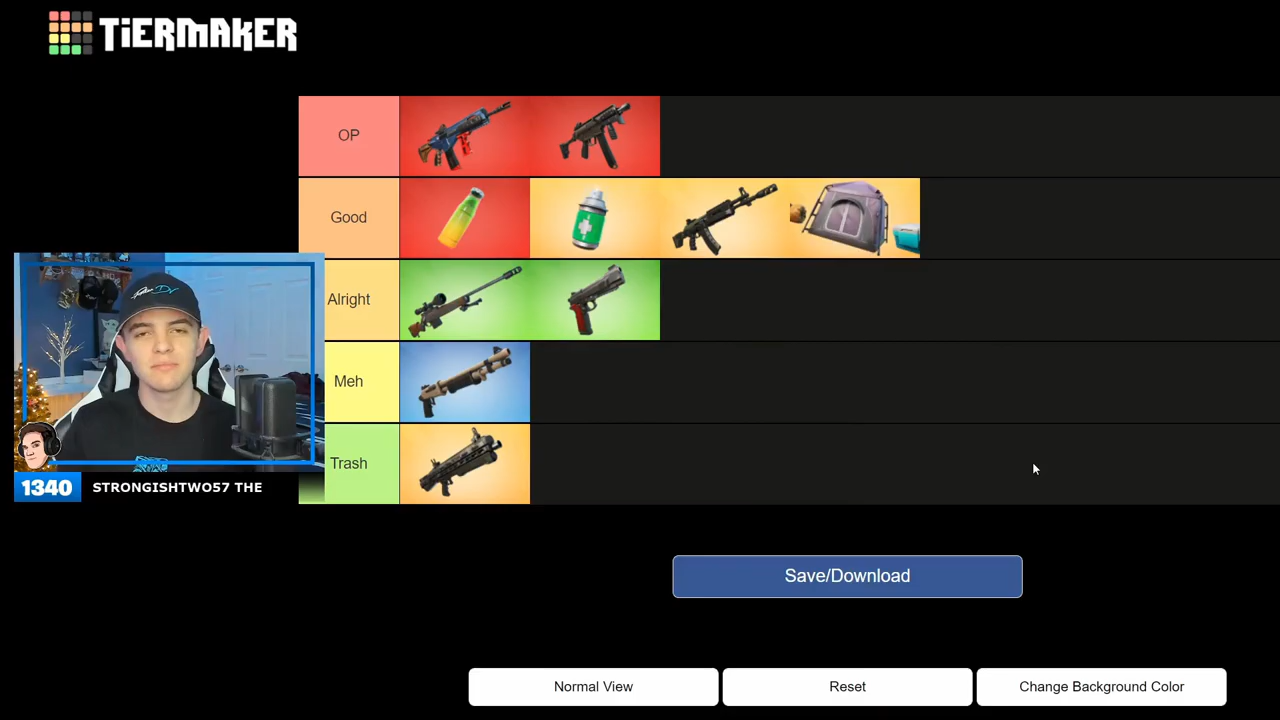 TiERMAKER
OP
Good
Alright
Meh
Trash
1340 STRONGISHTWO57 THE
Save/Download
Normal View
Reset
Change Background Color